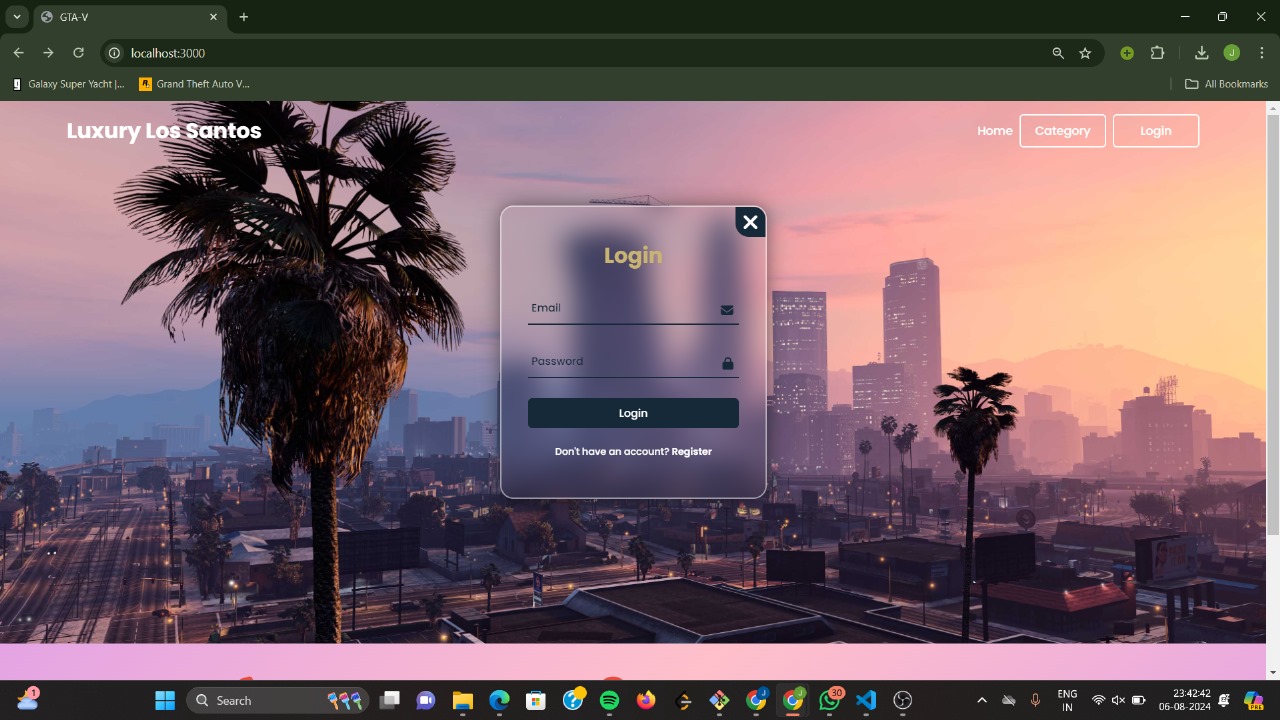 GTA-V
localhost:3000
J
Galaxy Super Yacht |...
R
Grand Theft Auto V...
All Bookmarks
Luxury Los Santos
Home
Category
Login
Login
Email
Password
Login
Don't have an account? Register
1
Search
J
J
30
ENG
IN
23:42:42
06-08-2024
PRE